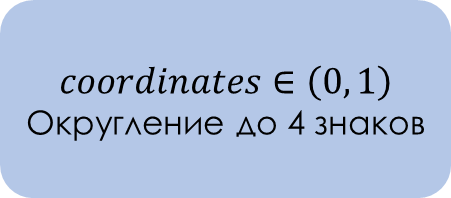 coordinates ∈ (0, 1)
Округление до 4 знаков